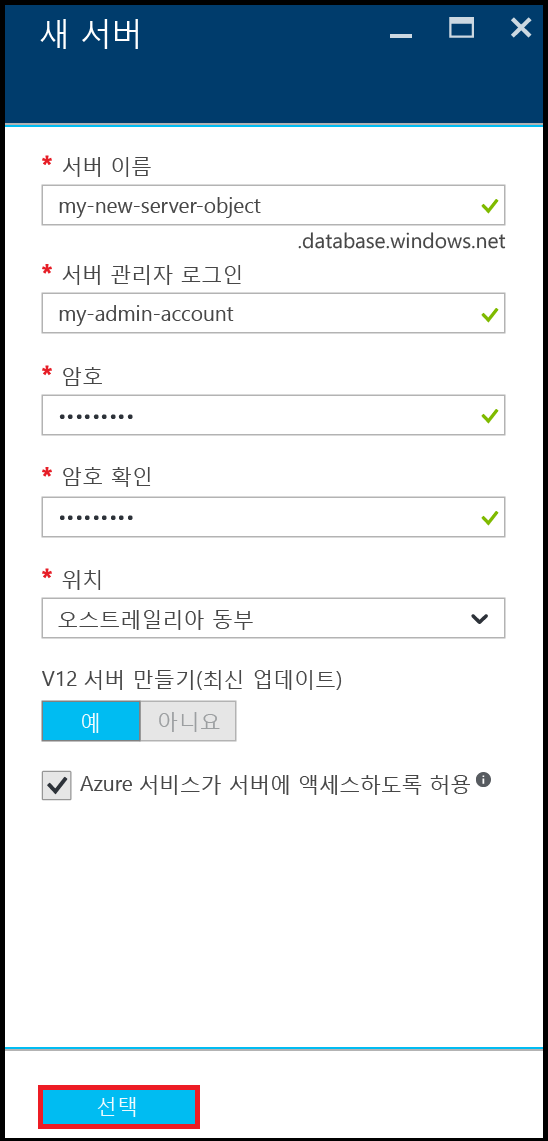 새 서버
* 서버 이름
my-new-server-object
.database.windows.net
* 서버 관리자 로그인
my-admin-account
* 암호
•••••••••
* 암호 확인
•••••••••
* 위치
오스트레일리아 동부
V12 서버 만들기(최신 업데이트)
예 아니요
Azure 서비스가 서버에 액세스하도록 허용
선택